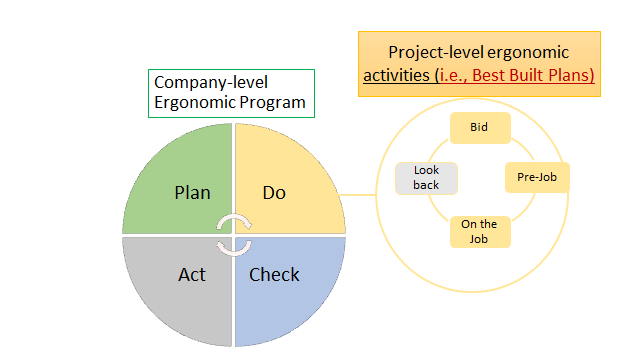 Project-level ergonomic
activities (i.e., Best Built Plans)
Company-level
Ergonomic Program
Plan
Do
Act
Check
Bid
Pre-Job
On the
Job
Look
back